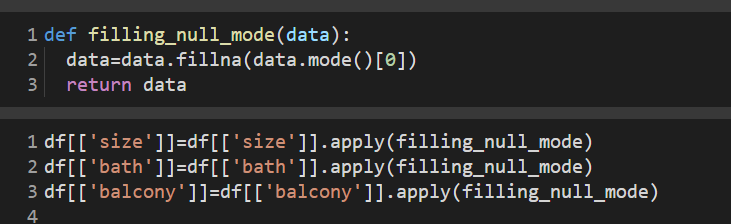 1 def filling_null_mode(data):
2   data=data.fillna(data.mode()[0])
3   return data
1 df[['size']]=df[['size']].apply(filling_null_mode)
2 df[['bath']]=df[['bath']].apply(filling_null_mode)
3 df[['balcony']]=df[['balcony']].apply(filling_null_mode)
4